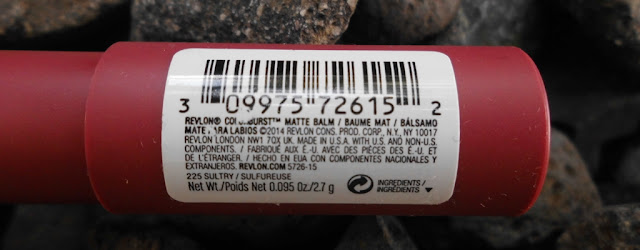 3 09975 72615 2
REVLON® COLORBURST™ MATTE BALM / BAUME MAT / BÁLSAMO
MATE PARA LABIOS ©2014 REVLON CONS. PROD. CORP., N.Y., NY 10017
REVLON LONDON NW1 7QX UK. MADE IN U.S.A. WITH U.S. AND NON-U.S.
COMPONENTS. / FABRIQUÉ AUX É.-U. AVEC DES PIÈCES DES É.-U. ET
DE L'ÉTRANGER. / HECHO EN EUA CON COMPONENTES NACIONALES Y
EXTRANJEROS. REVLON.COM 5726-15
225 SULTRY / SULFUREUSE
Net Wt./Poids Net 0.095 Oz/2.7 g
INGREDIENTS/
INGRÉDIENTS